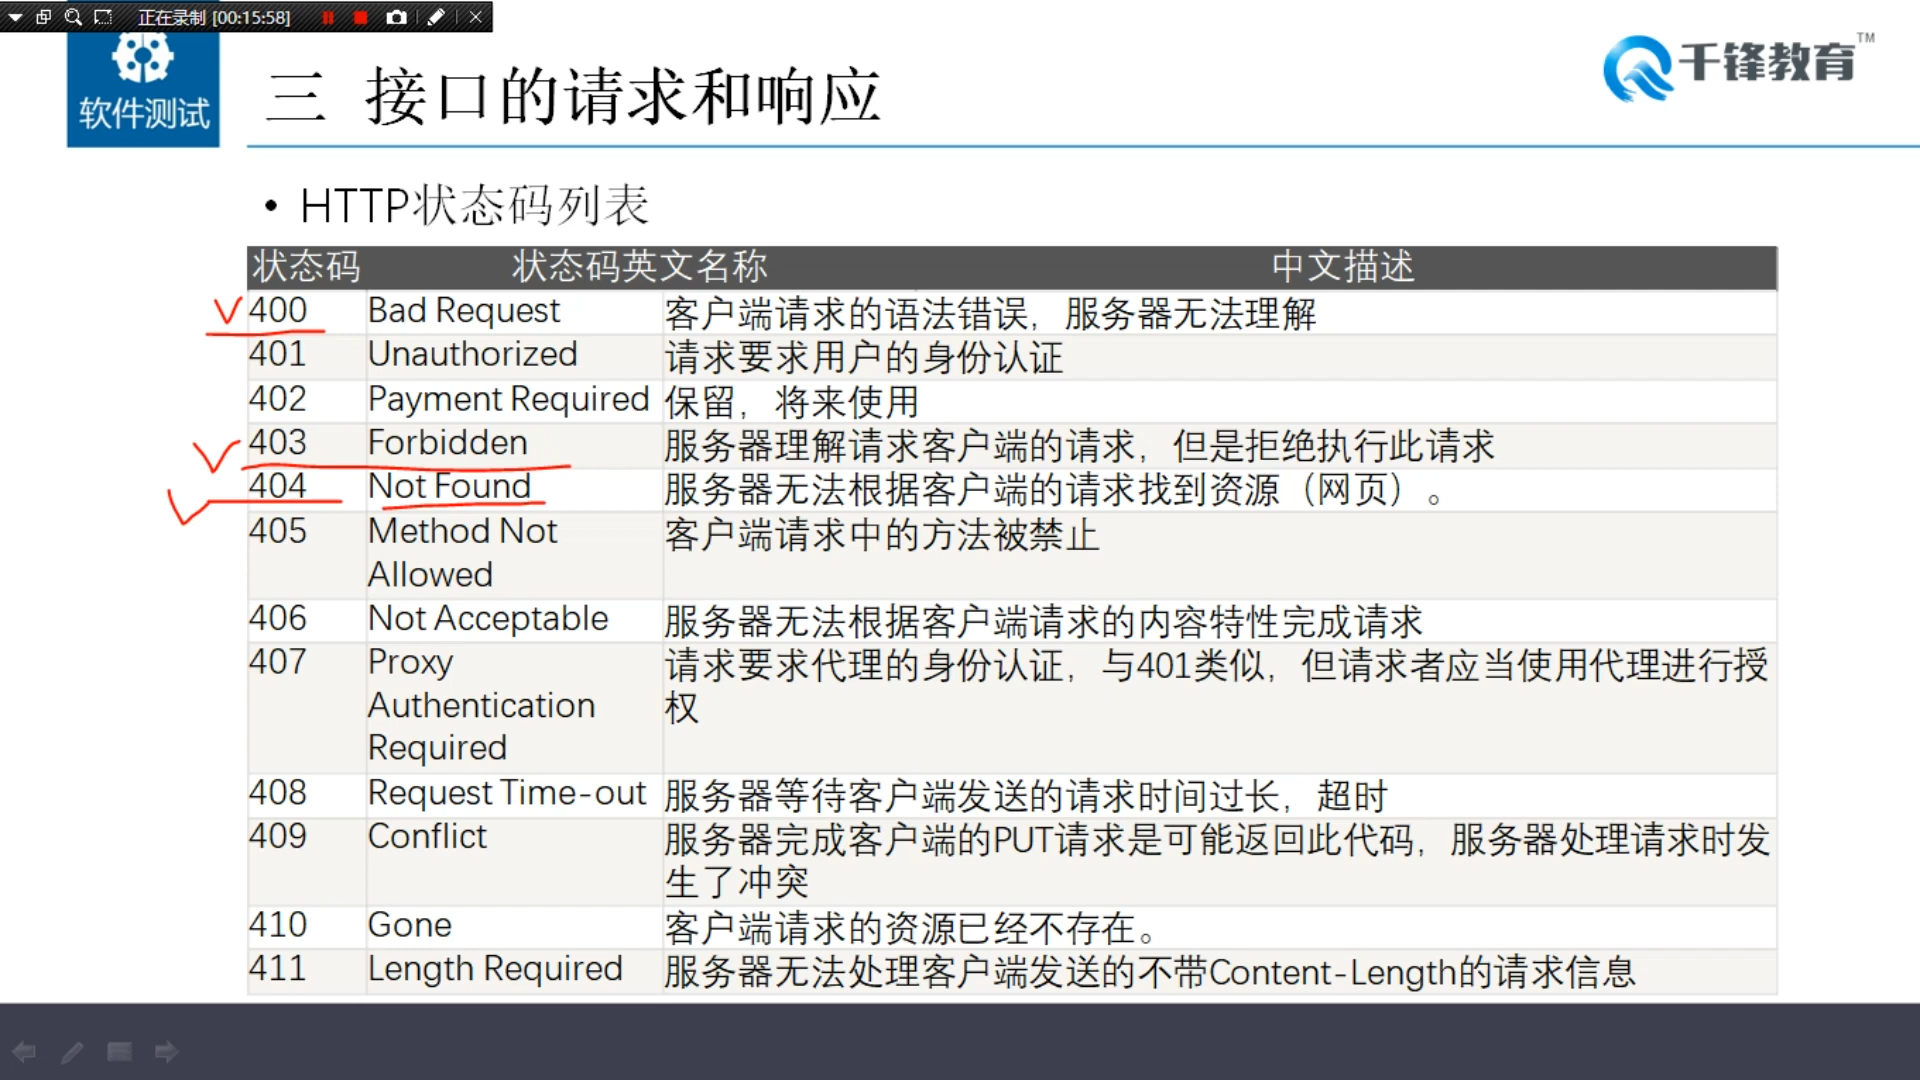 正在录制 [00:15:58]
软件测试
三 接口的请求和响应
千锋教育™
• HTTP状态码列表
状态码 状态码英文名称 中文描述
400 Bad Request 客户端请求的语法错误，服务器无法理解
401 Unauthorized 请求要求用户的身份认证
402 Payment Required 保留，将来使用
403 Forbidden 服务器理解请求客户端的请求，但是拒绝执行此请求
404 Not Found 服务器无法根据客户端的请求找到资源（网页）。
405 Method Not 客户端请求中的方法被禁止
Allowed
406 Not Acceptable 服务器无法根据客户端请求的内容特性完成请求
407 Proxy 请求要求代理的身份认证，与401类似，但请求者应当使用代理进行授
Authentication 权
Required
408 Request Time-out 服务器等待客户端发送的请求时间过长，超时
409 Conflict 服务器完成客户端的PUT请求是可能返回此代码，服务器处理请求时发
生了冲突
410 Gone 客户端请求的资源已经不存在。
411 Length Required 服务器无法处理客户端发送的不带Content-Length的请求信息